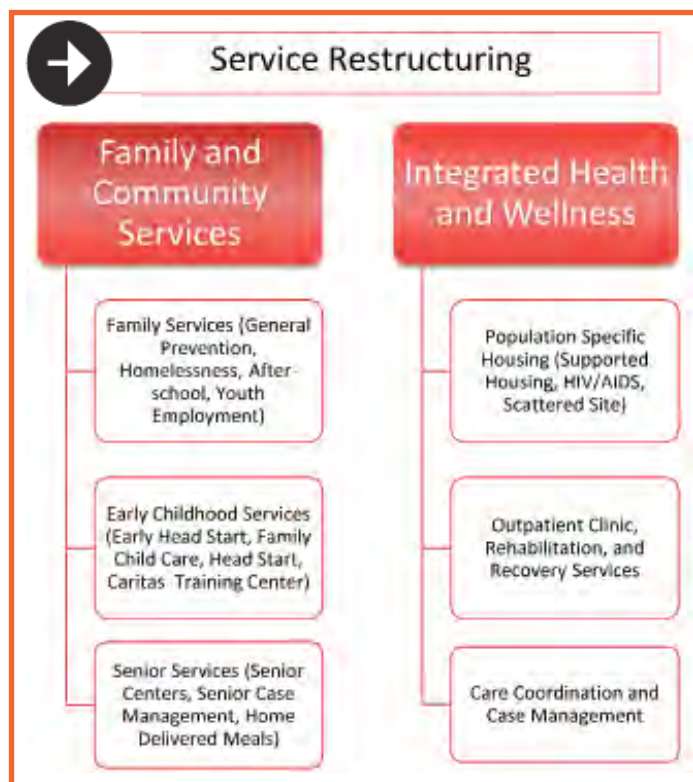 Service Restructuring
Family and
Community
Services
Family Services (General
Prevention,
Homelessness, After-
school, Youth
Employment)
Early Childhood Services
(Early Head Start, Family
Child Care, Head Start,
Caritas Training Center)
Senior Services (Senior
Centers, Senior Case
Management, Home
Delivered Meals)
Integrated Health
and Wellness
Population Specific
Housing (Supported
Housing, HIV/AIDS,
Scattered Site)
Outpatient Clinic,
Rehabilitation, and
Recovery Services
Care Coordination and
Case Management